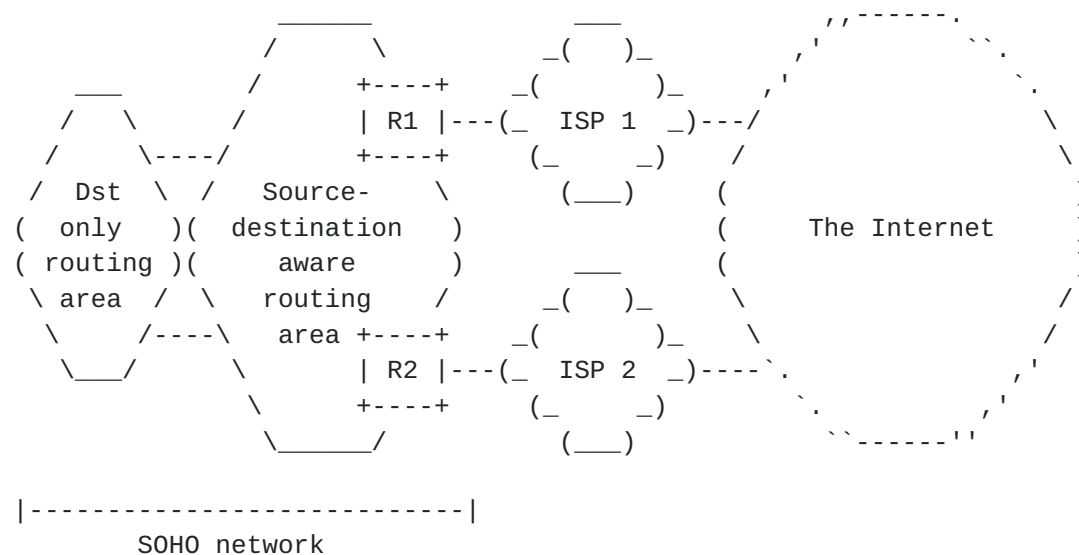 R1 ISP 1
Dst Source-
only destination The Internet
routing aware
area routing
area
R2 ISP 2
SOHO network